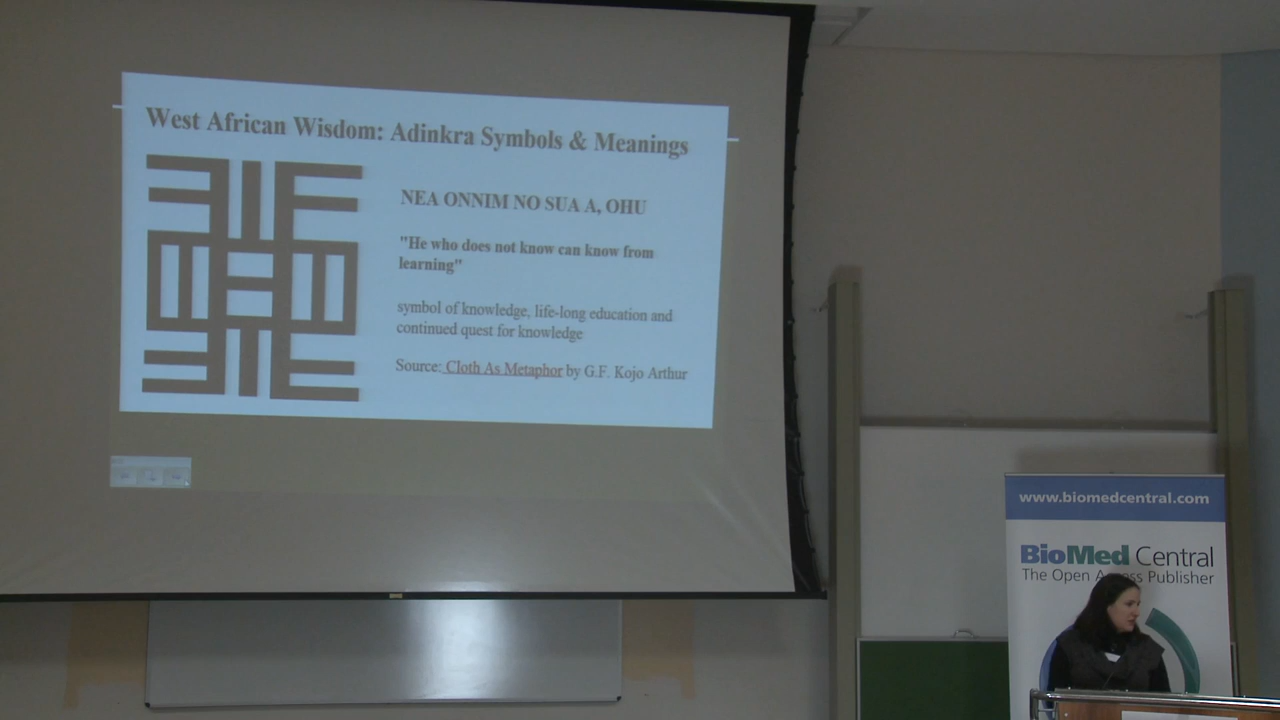 West African Wisdom: Adinkra Symbols & Meanings
NEA ONNIM NO SUA A, OHU
"He who does not know can know from
learning"
symbol of knowledge, life-long education and
continued quest for knowledge
Source: Cloth As Metaphor by G.F. Kojo Arthur
www.biomedcentral.com
BioMed Central
The Open Access Publisher